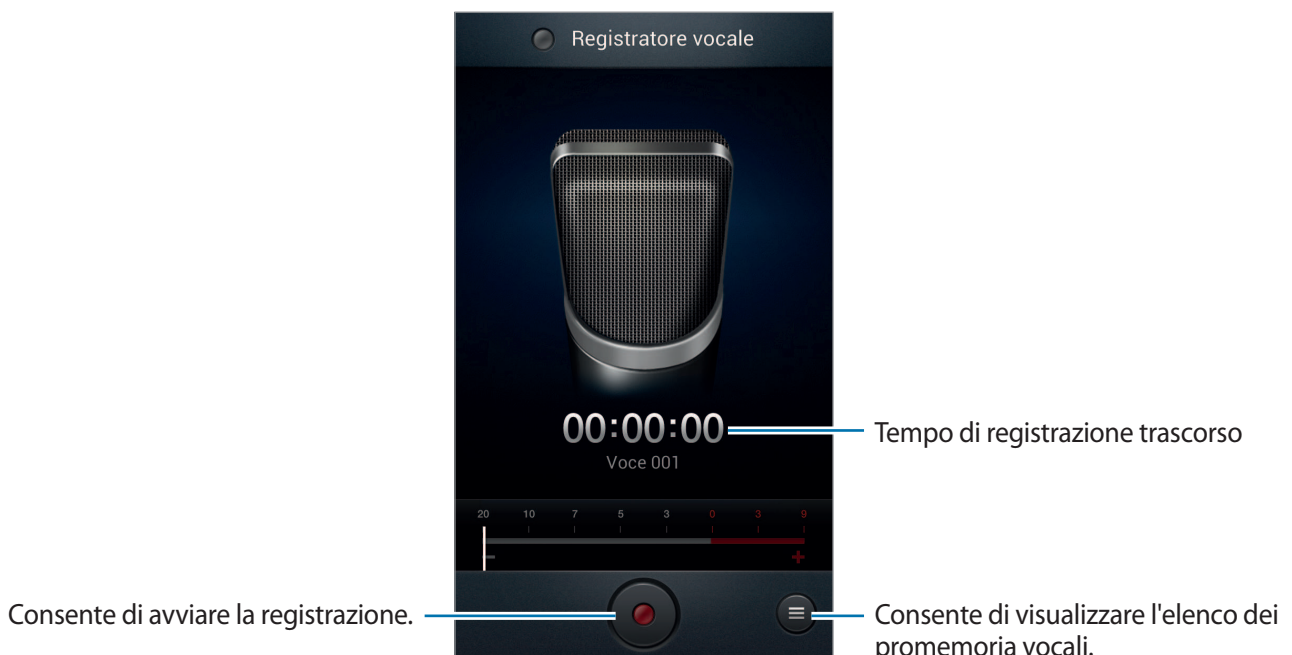 Registratore vocale
00:00:00
Tempo di registrazione trascorso
Voce 001
20 10 7 5 3 0 3 9
- +
Consente di avviare la registrazione.
Consente di visualizzare l'elenco dei
promemoria vocali.